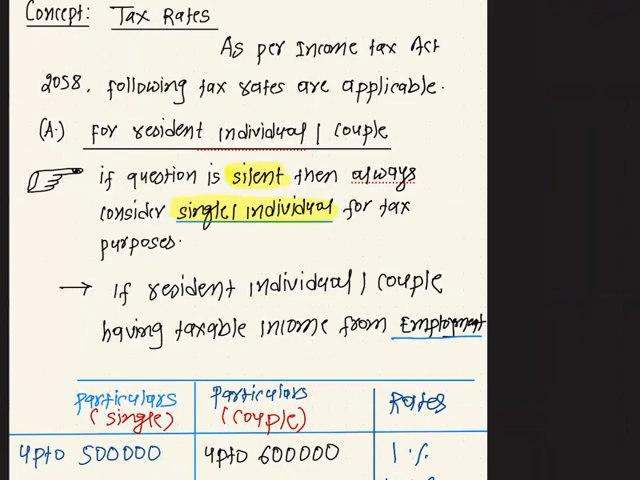 Concept: Tax Rates
As per Income tax Act
2058, following tax rates are applicable.
(A.) for resident individual / couple
if question is silent then always
consider single/individual for tax
purposes.
→ If resident individual / couple
having taxable income from Employment
particulars (single) particulars (couple) Rates
upto 500000 upto 600000 1%